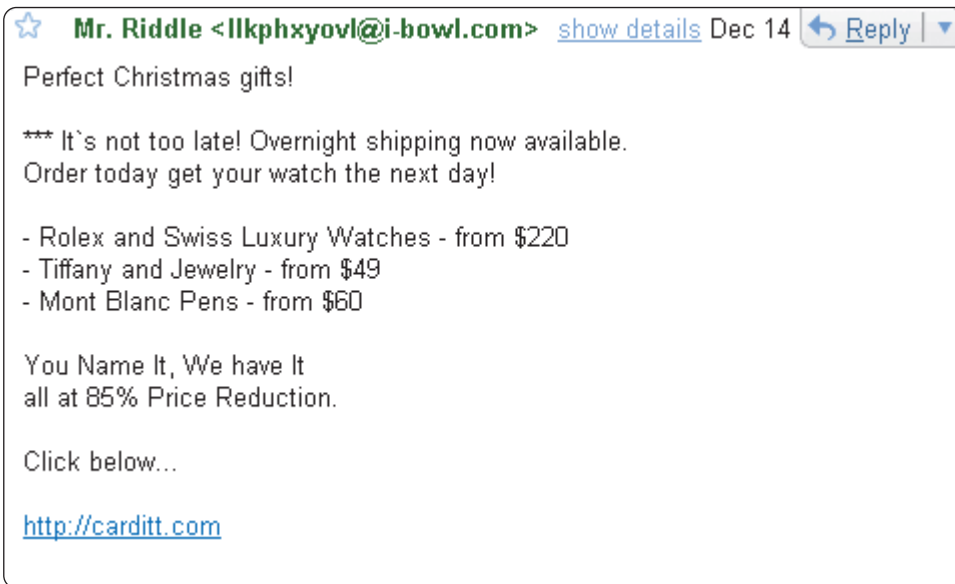 Mr. Riddle <llkphxyovl@i-bowl.com> show details Dec 14 Reply
Perfect Christmas gifts!
*** It`s not too late! Overnight shipping now available.
Order today get your watch the next day!
- Rolex and Swiss Luxury Watches - from $220
- Tiffany and Jewelry - from $49
- Mont Blanc Pens - from $60
You Name It, We have It
all at 85% Price Reduction.
Click below...
http://carditt.com